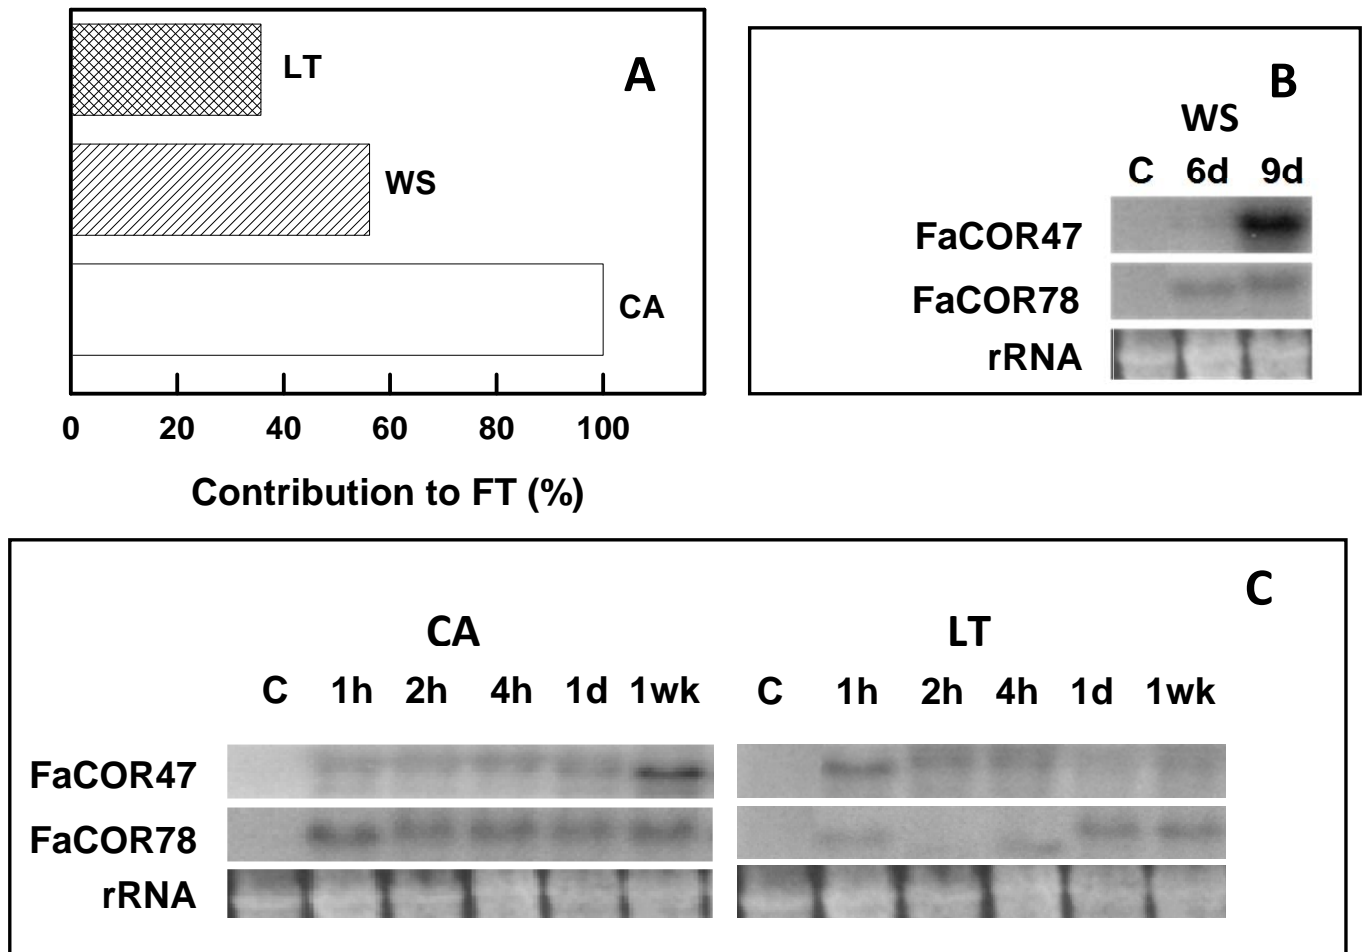 A
LT
WS
CA
0 20 40 60 80 100
Contribution to FT (%)
B
WS
C 6d 9d
FaCOR47
FaCOR78
rRNA
C
CA LT
C 1h 2h 4h 1d 1wk C 1h 2h 4h 1d 1wk
FaCOR47
FaCOR78
rRNA